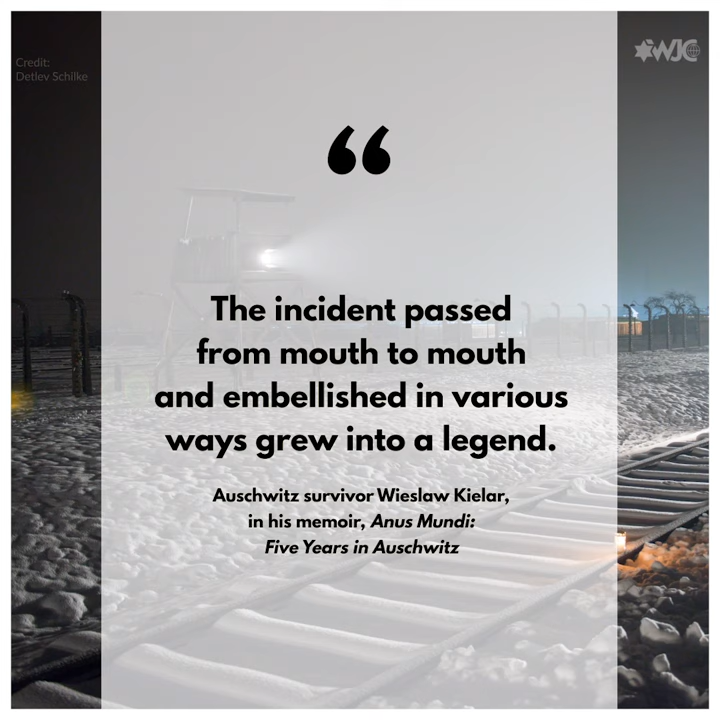 Credit:
Detlev Schilke
WJC
“
The incident passed
from mouth to mouth
and embellished in various
ways grew into a legend.
Auschwitz survivor Wieslaw Kielar,
in his memoir, Anus Mundi:
Five Years in Auschwitz